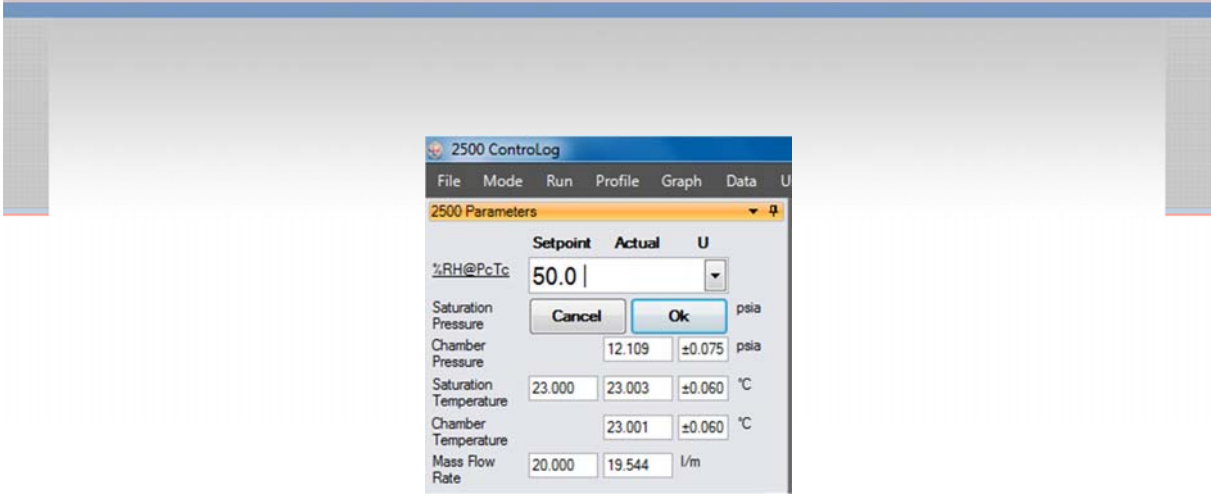 2500 ControLog
File Mode Run Profile Graph Data U
2500 Parameters
Setpoint Actual U
%RH@PcTc 50.0
Saturation Pressure Cancel Ok psia
Chamber Pressure 12.109 ±0.075 psia
Saturation Temperature 23.000 23.003 ±0.060 °C
Chamber Temperature 23.001 ±0.060 °C
Mass Flow Rate 20.000 19.544 l/m